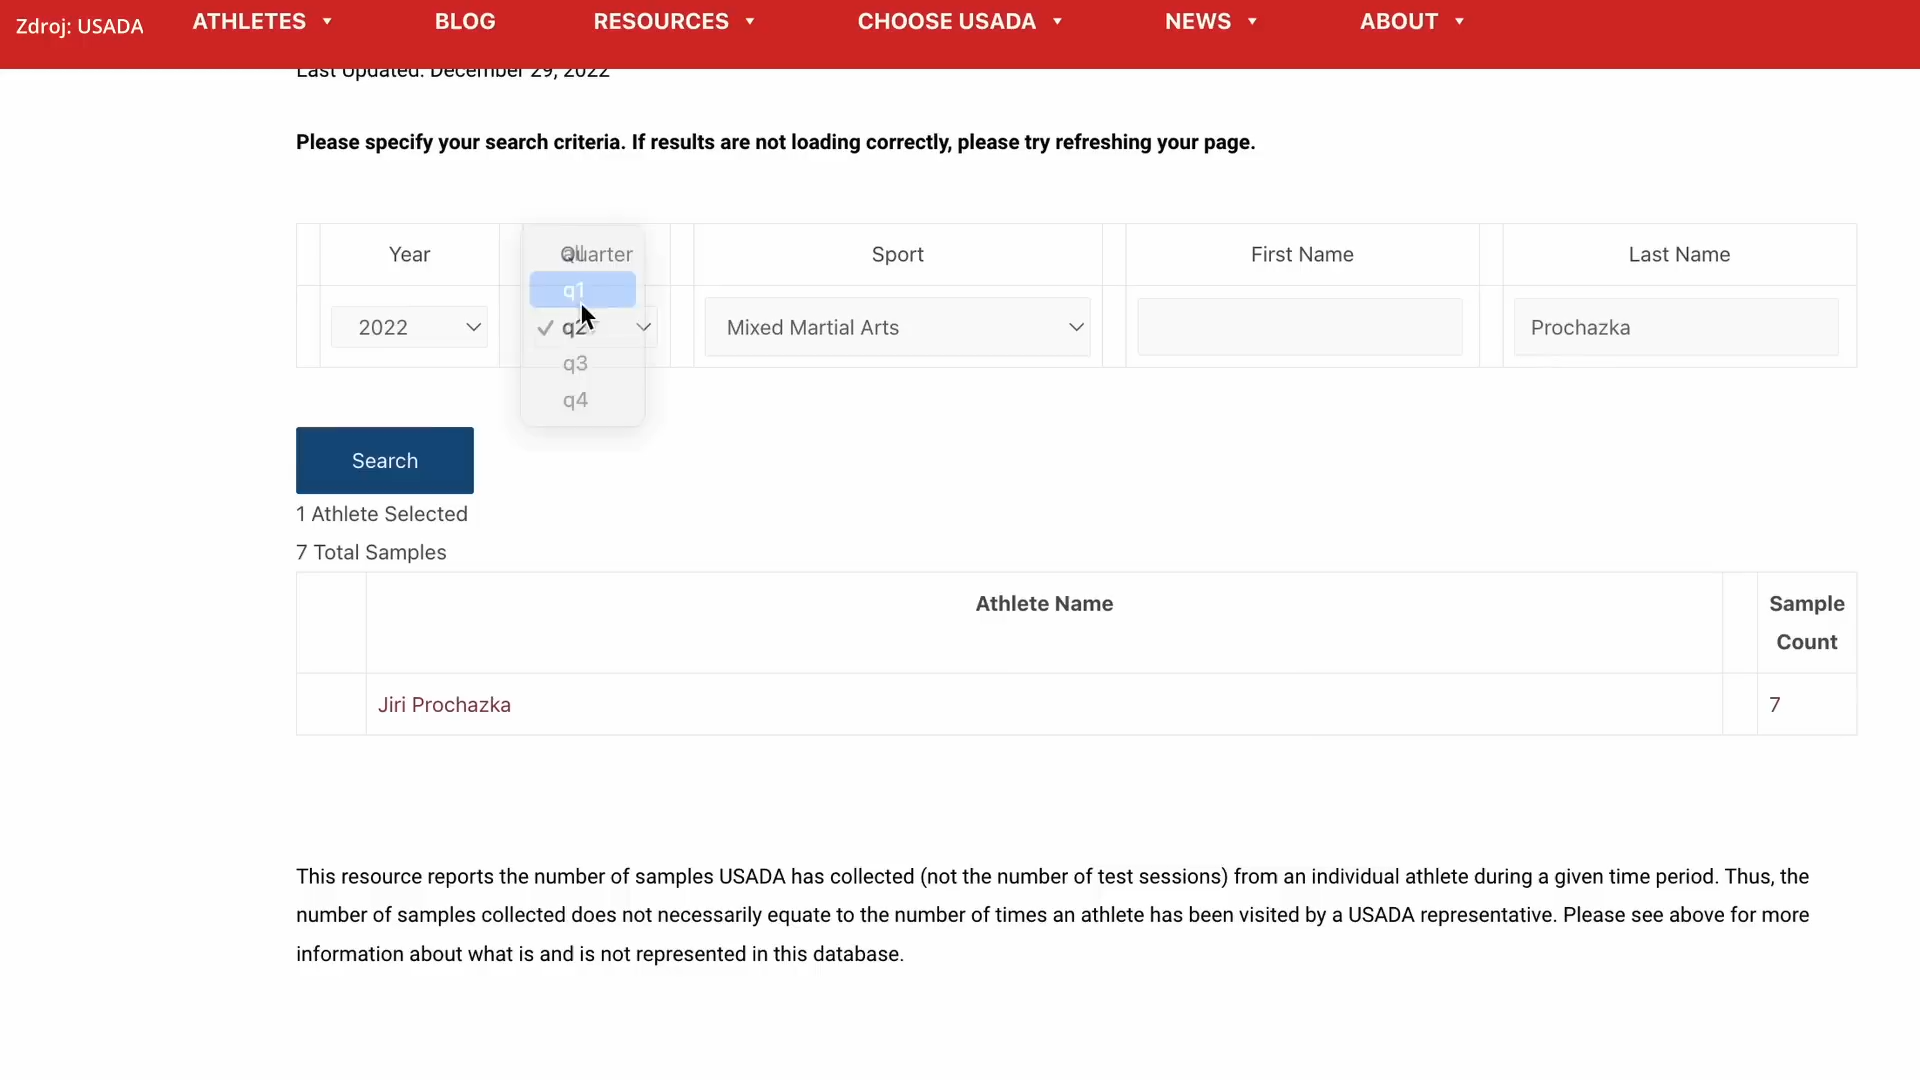 Zdroj: USADA
ATHLETES
BLOG
RESOURCES
CHOOSE USADA
NEWS
ABOUT
Last Updated: December 29, 2022
Please specify your search criteria. If results are not loading correctly, please try refreshing your page.
Year
Quarter
Sport
First Name
Last Name
all
q1
q2
q3
q4
2022
Mixed Martial Arts
Prochazka
Search
1 Athlete Selected
7 Total Samples
Athlete Name
Sample
Count
Jiri Prochazka
7
This resource reports the number of samples USADA has collected (not the number of test sessions) from an individual athlete during a given time period. Thus, the
number of samples collected does not necessarily equate to the number of times an athlete has been visited by a USADA representative. Please see above for more
information about what is and is not represented in this database.